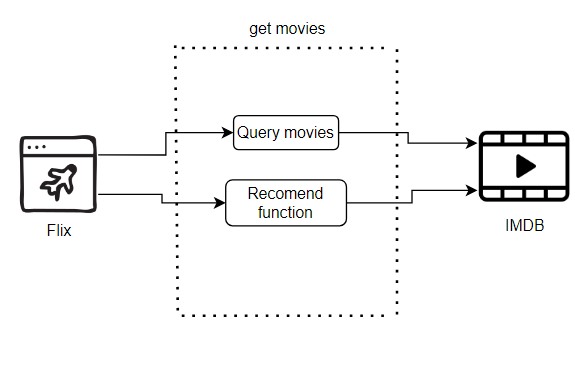 get movies
Query movies
Recomend
function
Flix
IMDB